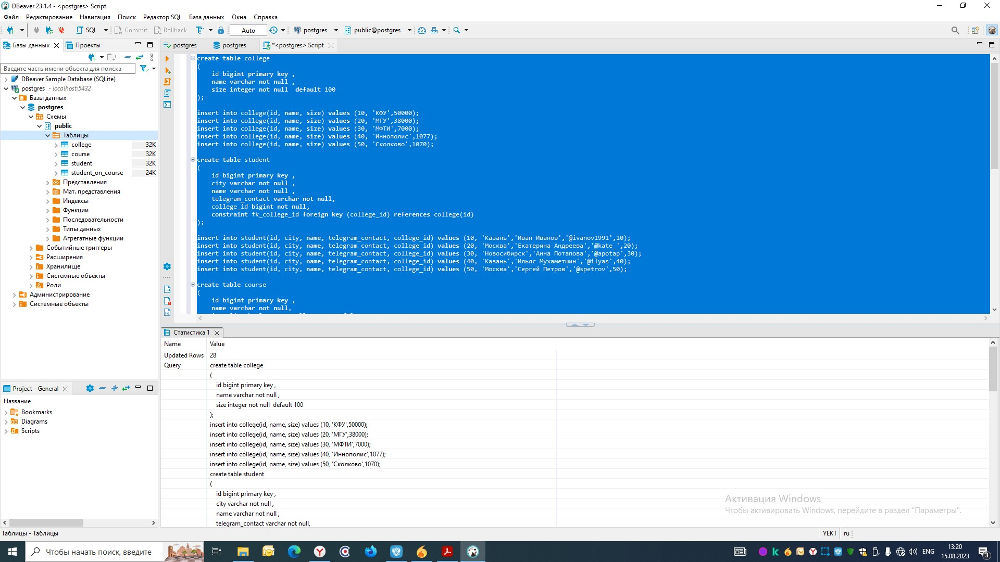 DBeaver 23.1.4 - <postgres> Script
Файл Редактирование Навигация Поиск Редактор SQL База данных Окна Справка
SQL Commit Rollback Auto postgres public@postgres
Базы данных Проекты
Введите часть имени объекта для поиска
DBeaver Sample Database (SQLite)
postgres - localhost:5432
Базы данных
postgres
Схемы
public
Таблицы
college 32K
course 32K
student 32K
student_on_course 24K
Представления
Мат. представления
Индексы
Функции
Последовательности
Типы данных
Агрегатные функции
Событийные триггеры
Расширения
Хранилище
Системные объекты
Роли
Администрирование
Системные объекты
Project - General
Название
Bookmarks
Diagrams
Scripts
postgres postgres *<postgres> Script
create table college
(
id bigint primary key ,
name varchar not null ,
size integer not null  default 100
);
insert into college(id, name, size) values (10, 'КФУ',50000);
insert into college(id, name, size) values (20, 'МГУ',38000);
insert into college(id, name, size) values (30, 'МФТИ',7000);
insert into college(id, name, size) values (40, 'Иннополис',1077);
insert into college(id, name, size) values (50, 'Сколково',1070);
create table student
(
id bigint primary key ,
city varchar not null ,
name varchar not null ,
telegram_contact varchar not null,
college_id bigint not null,
constraint fk_college_id foreign key (college_id) references college(id)
);
insert into student(id, city, name, telegram_contact, college_id) values (10, 'Казань','Иван Иванов','@ivanov1991',10);
insert into student(id, city, name, telegram_contact, college_id) values (20, 'Москва','Екатерина Андреева','@kate_',20);
insert into student(id, city, name, telegram_contact, college_id) values (30, 'Новосибирск','Анна Потапова','@apotap',30);
insert into student(id, city, name, telegram_contact, college_id) values (40, 'Казань','Ильяс Мухаметшин','@ilyas',40);
insert into student(id, city, name, telegram_contact, college_id) values (50, 'Москва','Сергей Петров','@spetrov',50);
create table course
(
id bigint primary key ,
name varchar not null,
Статистика 1
Name Value
Updated Rows 28
Query create table college
(
id bigint primary key ,
name varchar not null ,
size integer not null  default 100
);
insert into college(id, name, size) values (10, 'КФУ',50000);
insert into college(id, name, size) values (20, 'МГУ',38000);
insert into college(id, name, size) values (30, 'МФТИ',7000);
insert into college(id, name, size) values (40, 'Иннополис',1077);
insert into college(id, name, size) values (50, 'Сколково',1070);
create table student
(
id bigint primary key ,
city varchar not null ,
name varchar not null ,
telegram_contact varchar not null,
Активация Windows
Чтобы активировать Windows, перейдите в раздел "Параметры".
Таблицы - Таблицы
YEKT ru
Чтобы начать поиск, введите
ENG
13:20
15.08.2023
3